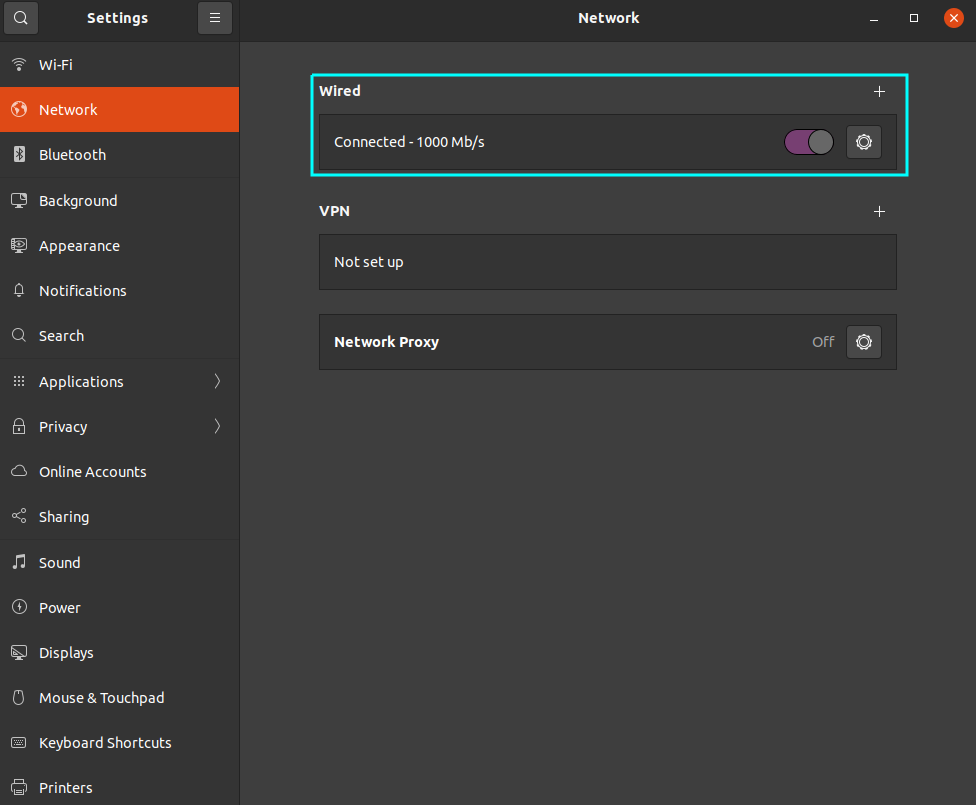 Settings
Network
Wi-Fi
Network
Bluetooth
Background
Appearance
Notifications
Search
Applications
Privacy
Online Accounts
Sharing
Sound
Power
Displays
Mouse & Touchpad
Keyboard Shortcuts
Printers
Wired
Connected - 1000 Mb/s
VPN
Not set up
Network Proxy Off